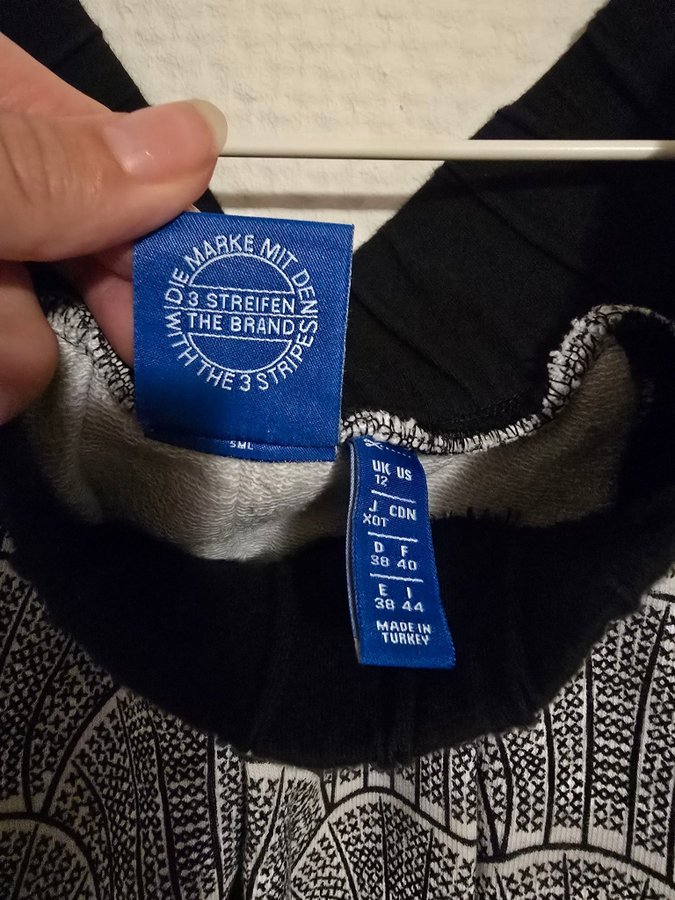 DIE MARKE MIT DEN
3 STREIFEN
THE BRAND
WITH THE 3 STRIPES
SML
UK US
12
J CDN
XOT
D F
38 40
E I
38 44
MADE IN
TURKEY